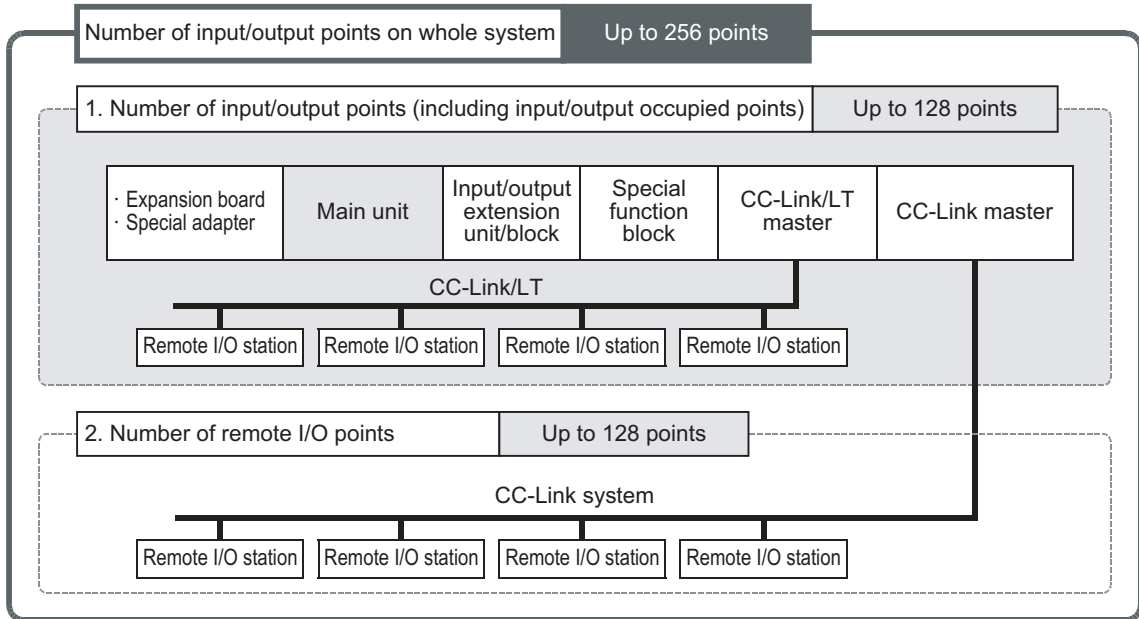 Number of input/output points on whole system
Up to 256 points
1. Number of input/output points (including input/output occupied points)
Up to 128 points
· Expansion board
· Special adapter
Main unit
Input/output
extension
unit/block
Special
function
block
CC-Link/LT
master
CC-Link master
CC-Link/LT
Remote I/O station
Remote I/O station
Remote I/O station
Remote I/O station
2. Number of remote I/O points
Up to 128 points
CC-Link system
Remote I/O station
Remote I/O station
Remote I/O station
Remote I/O station